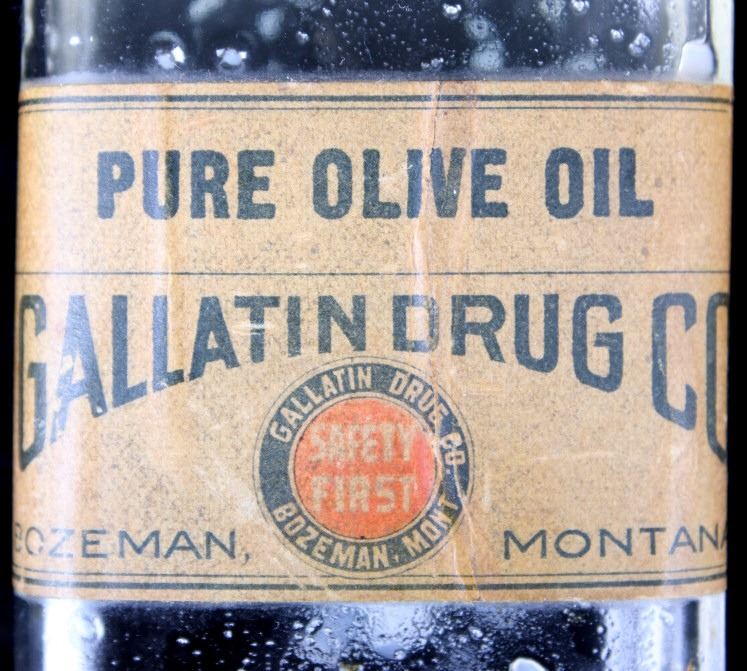 PURE OLIVE OIL
GALLATIN DRUG CO
GALLATIN DRUG CO.
SAFETY
FIRST
BOZEMAN. MONT
BOZEMAN, MONTANA